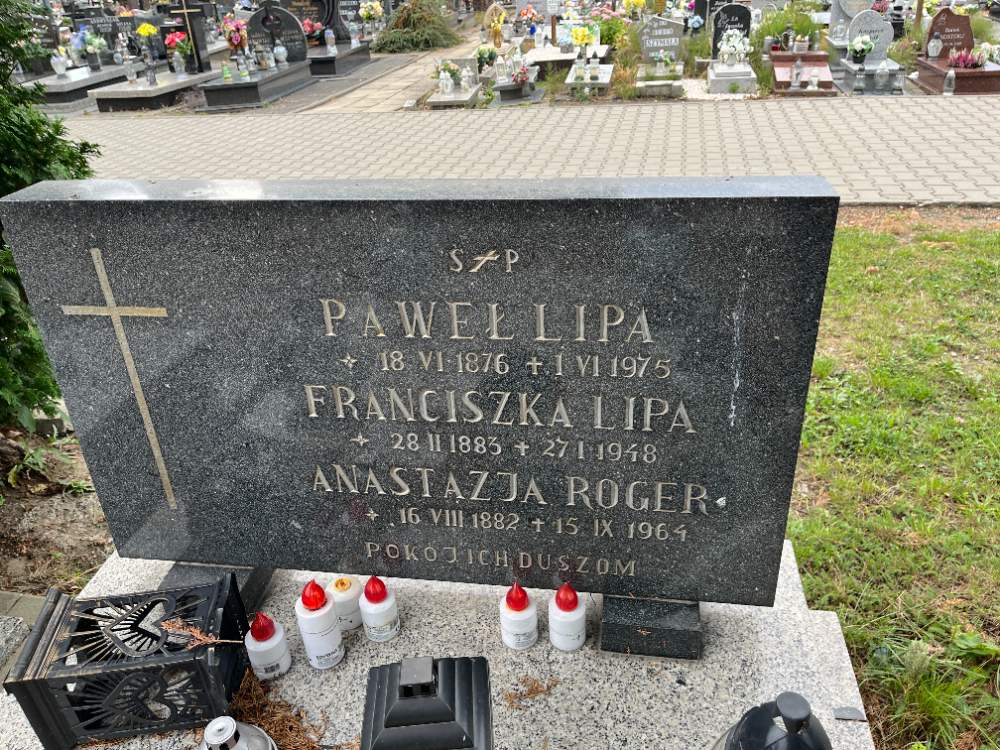 S P
PAWEŁ LIPA
18 VI 1876 1 VI 1975
FRANCISZKA LIPA
28 II 1883 27 I 1948
ANASTAZJA ROGER
16 VIII 1882 15 IX 1964
POKÓJ ICH DUSZOM